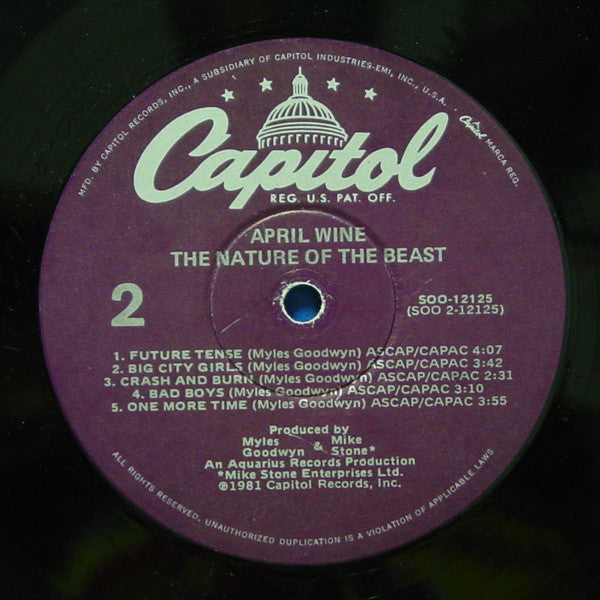 MFD. BY CAPITOL RECORDS, INC., A SUBSIDIARY OF CAPITOL INDUSTRIES-EMI, INC., U.S.A.
Capitol MARCA REG.
Capitol
REG. U.S. PAT. OFF.
APRIL WINE
THE NATURE OF THE BEAST
2
SOO-12125
(SOO 2-12125)
1. FUTURE TENSE (Myles Goodwyn) ASCAP/CAPAC 4:07
2. BIG CITY GIRLS (Myles Goodwyn) ASCAP/CAPAC 3:42
3. CRASH AND BURN (Myles Goodwyn) ASCAP/CAPAC 2:31
4. BAD BOYS (Myles Goodwyn) ASCAP/CAPAC 3:10
5. ONE MORE TIME (Myles Goodwyn) ASCAP/CAPAC 3:55
Produced by
Myles & Mike
Goodwyn Stone*
An Aquarius Records Production
*Mike Stone Enterprises Ltd.
℗1981 Capitol Records, Inc.
ALL RIGHTS RESERVED. UNAUTHORIZED DUPLICATION IS A VIOLATION OF APPLICABLE LAWS